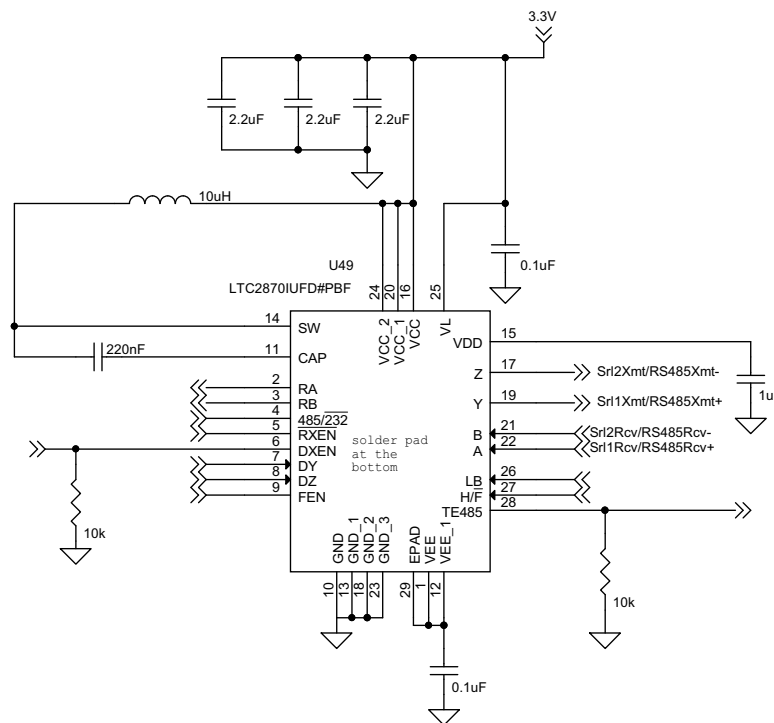 3.3V
2.2uF
2.2uF
2.2uF
10uH
0.1uF
U49
LTC2870IUFD#PBF
24
20
16
25
VCC_2
VCC_1
VCC
VL
14
SW
VDD
15
220nF
11
CAP
Z
17
Srl2Xmt/RS485Xmt-
1u
2
RA
3
RB
Y
19
Srl1Xmt/RS485Xmt+
4
485/232
5
RXEN
B
21
Srl2Rcv/RS485Rcv-
6
DXEN
A
22
Srl1Rcv/RS485Rcv+
solder pad
at the
bottom
7
DY
8
DZ
LB
26
9
FEN
H/F
27
TE485
28
10k
GND
GND_1
GND_2
GND_3
EPAD
VEE
VEE_1
10
13
18
23
29
1
12
10k
0.1uF